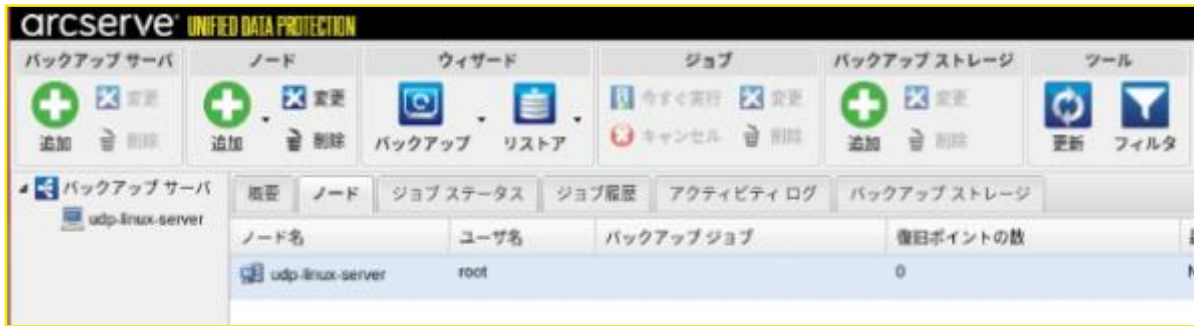 arcserve® UNIFIED DATA PROTECTION
バックアップ サーバ ノード ウィザード ジョブ バックアップ ストレージ ツール
変更 変更 今すぐ実行 変更 変更
追加 削除 追加 削除 バックアップ リストア キャンセル 削除 追加 削除 更新 フィルタ
バックアップ サーバ 概要 ノード ジョブ ステータス ジョブ履歴 アクティビティ ログ バックアップ ストレージ
udp-linux-server
ノード名 ユーザ名 バックアップ ジョブ 復旧ポイントの数
udp-linux-server root 0